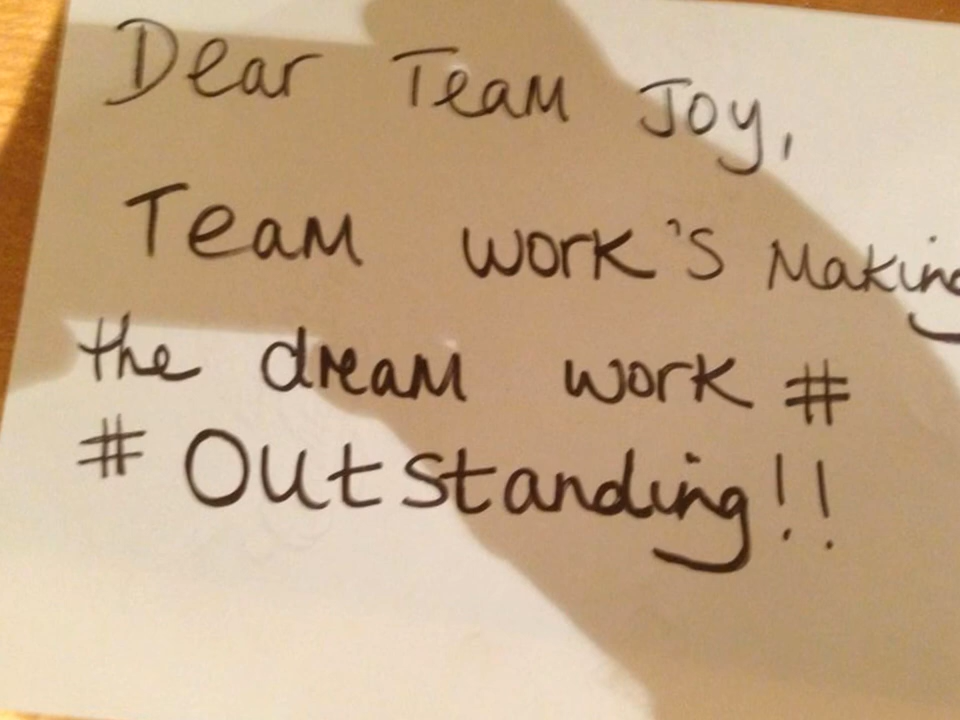 Dear Team Joy,
Team work's Making
the dream work #
# Outstanding!!